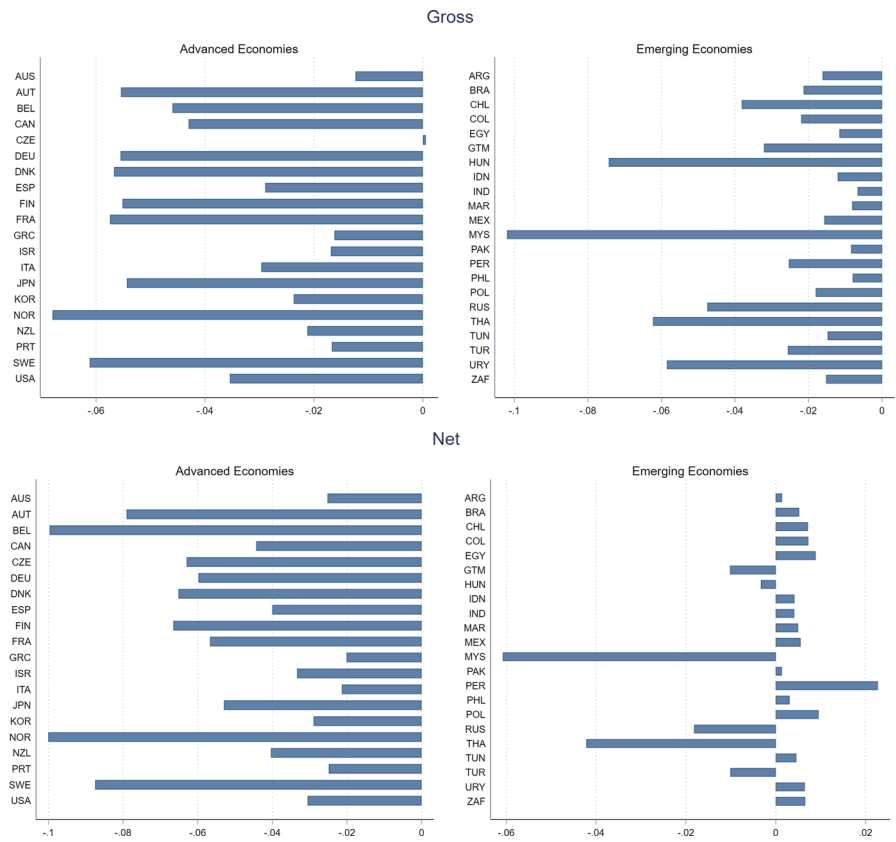 Gross
Advanced Economies
AUS
AUT
BEL
CAN
CZE
DEU
DNK
ESP
FIN
FRA
GRC
ISR
ITA
JPN
KOR
NOR
NZL
PRT
SWE
USA
-.06 -.04 -.02 0
Emerging Economies
ARG
BRA
CHL
COL
EGY
GTM
HUN
IDN
IND
MAR
MEX
MYS
PAK
PER
PHL
POL
RUS
THA
TUN
TUR
URY
ZAF
-.1 -.08 -.06 -.04 -.02 0
Net
Advanced Economies
AUS
AUT
BEL
CAN
CZE
DEU
DNK
ESP
FIN
FRA
GRC
ISR
ITA
JPN
KOR
NOR
NZL
PRT
SWE
USA
-.1 -.08 -.06 -.04 -.02 0
Emerging Economies
ARG
BRA
CHL
COL
EGY
GTM
HUN
IDN
IND
MAR
MEX
MYS
PAK
PER
PHL
POL
RUS
THA
TUN
TUR
URY
ZAF
-.06 -.04 -.02 0 .02